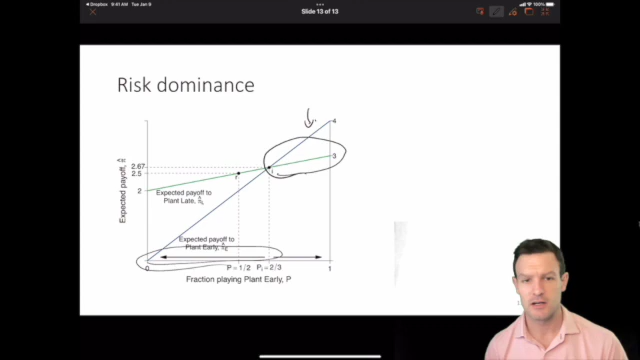 Dropbox 9:41 AM Tue Jan 9
100%
Slide 13 of 13
Risk dominance
4
3
2.67
2.5
2
0
1
i
r
Expected payoff to
Plant Late, π̂L
Expected payoff to
Plant Early, π̂E
Expected payoff, π̂
P = 1/2
Pi = 2/3
Fraction playing Plant Early, P